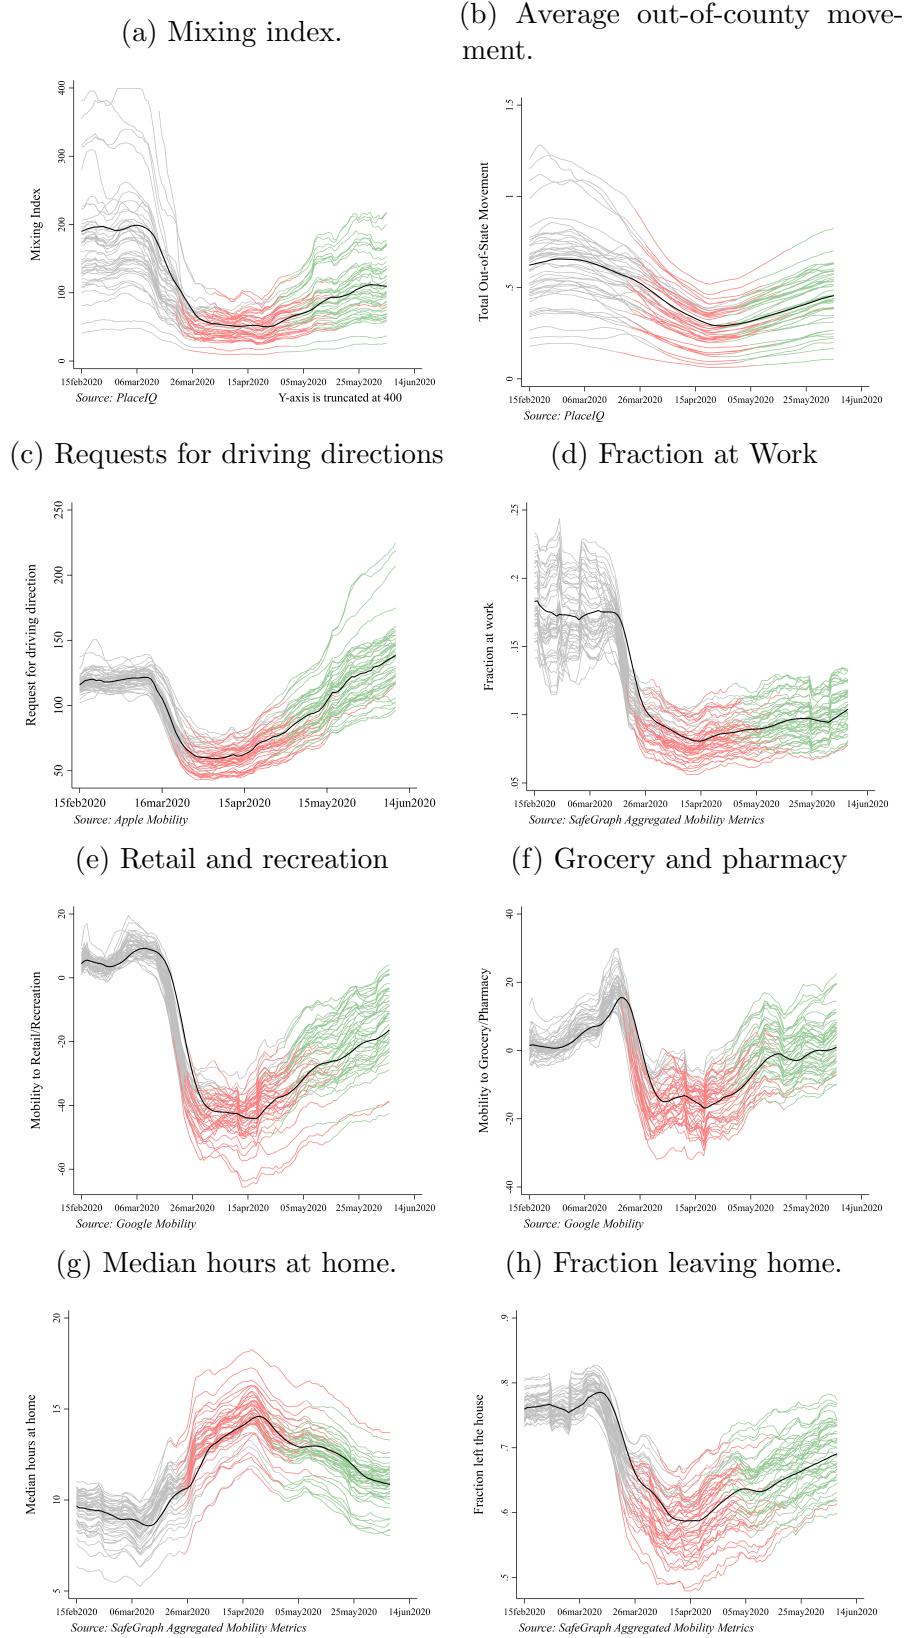 (a) Mixing index.
(b) Average out-of-county move-
ment.
Mixing Index
0
100
200
300
400
15feb2020 06mar2020 26mar2020 15apr2020 05may2020 25may2020 14jun2020
Source: PlaceIQ Y-axis is truncated at 400
Total Out-of-State Movement
0
.5
1
1.5
15feb2020 06mar2020 26mar2020 15apr2020 05may2020 25may2020 14jun2020
Source: PlaceIQ
(c) Requests for driving directions
(d) Fraction at Work
Request for driving direction
50
100
150
200
250
15feb2020 16mar2020 15apr2020 15may2020 14jun2020
Source: Apple Mobility
Fraction at work
.05
.1
.15
.2
.25
15feb2020 06mar2020 26mar2020 15apr2020 05may2020 25may2020 14jun2020
Source: SafeGraph Aggregated Mobility Metrics
(e) Retail and recreation
(f) Grocery and pharmacy
Mobility to Retail/Recreation
-60
-40
-20
0
20
15feb2020 06mar2020 26mar2020 15apr2020 05may2020 25may2020 14jun2020
Source: Google Mobility
Mobility to Grocery/Pharmacy
-40
-20
0
20
40
15feb2020 06mar2020 26mar2020 15apr2020 05may2020 25may2020 14jun2020
Source: Google Mobility
(g) Median hours at home.
(h) Fraction leaving home.
Median hours at home
5
10
15
20
15feb2020 06mar2020 26mar2020 15apr2020 05may2020 25may2020 14jun2020
Source: SafeGraph Aggregated Mobility Metrics
Fraction left the house
.5
.6
.7
.8
.9
15feb2020 06mar2020 26mar2020 15apr2020 05may2020 25may2020 14jun2020
Source: SafeGraph Aggregated Mobility Metrics